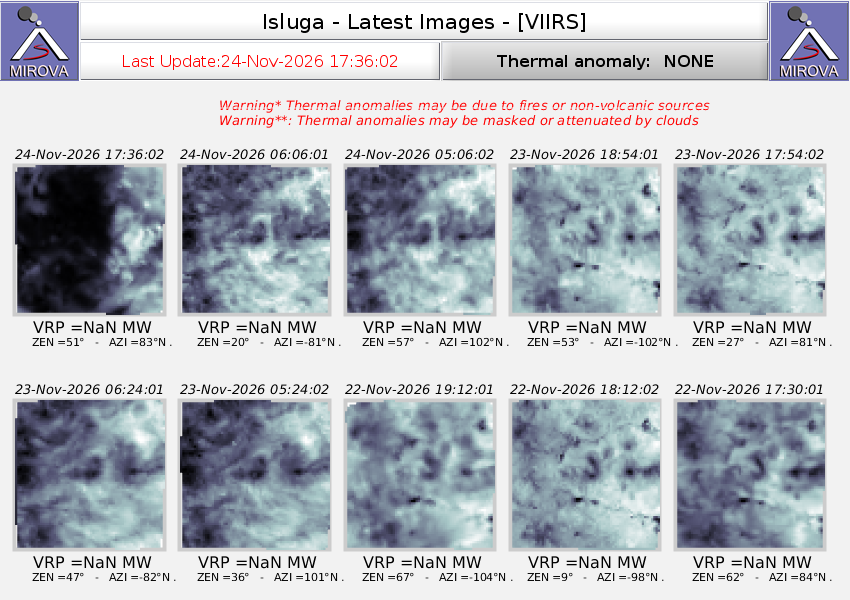 Isluga - Latest Images - [VIIRS]
MIROVA
Last Update:24-Nov-2026 17:36:02
Thermal anomaly: NONE
MIROVA
Warning* Thermal anomalies may be due to fires or non-volcanic sources
Warning**: Thermal anomalies may be masked or attenuated by clouds
24-Nov-2026 17:36:02 24-Nov-2026 06:06:01 24-Nov-2026 05:06:02 23-Nov-2026 18:54:01 23-Nov-2026 17:54:02
VRP =NaN MW VRP =NaN MW VRP =NaN MW VRP =NaN MW VRP =NaN MW
ZEN =51° - AZI =83°N . ZEN =20° - AZI =-81°N . ZEN =57° - AZI =102°N . ZEN =53° - AZI =-102°N . ZEN =27° - AZI =81°N .
23-Nov-2026 06:24:01 23-Nov-2026 05:24:02 22-Nov-2026 19:12:01 22-Nov-2026 18:12:02 22-Nov-2026 17:30:01
VRP =NaN MW VRP =NaN MW VRP =NaN MW VRP =NaN MW VRP =NaN MW
ZEN =47° - AZI =-82°N . ZEN =36° - AZI =101°N . ZEN =67° - AZI =-104°N . ZEN =9° - AZI =-98°N . ZEN =62° - AZI =84°N .